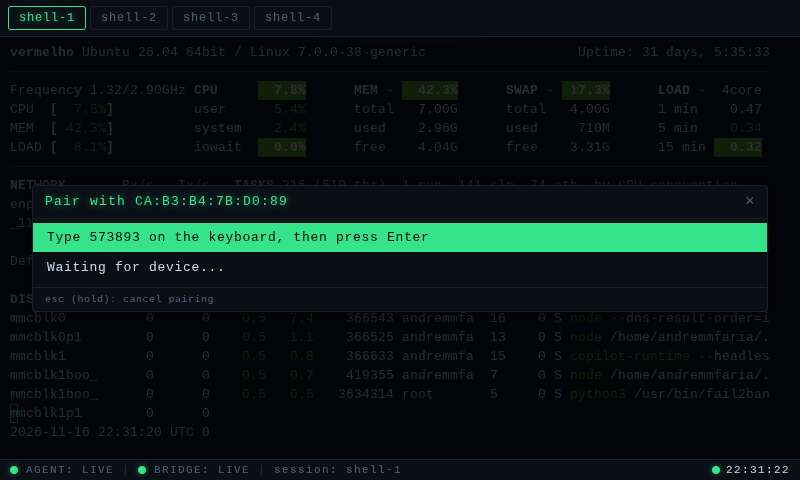 shell-1 shell-2 shell-3 shell-4
vermelho Ubuntu 26.04 64bit / Linux 7.0.0-38-generic Uptime: 31 days, 5:35:33
Frequency 1.32/2.90GHz CPU 7.8% MEM - 42.3% SWAP - 17.3% LOAD - 4core
CPU [ 7.8%] user 5.4% total 7.00G total 4.00G 1 min 0.47
MEM [ 42.3%] system 2.4% used 2.96G used 710M 5 min 0.34
LOAD [ 8.1%] iowait 0.0% free 4.04G free 3.31G 15 min 0.32
Pair with CA:B3:B4:7B:D0:89 ×
Type 573893 on the keyboard, then press Enter
Waiting for device...
esc (hold): cancel pairing
mmcblk0 0 0 0.5 7.4 366543 andremmfa 16 0 S node --dns-result-order=i
mmcblk0p1 0 0 0.5 1.1 366525 andremmfa 13 0 S node /home/andremmfaria/.
mmcblk1 0 0 0.5 0.8 366633 andremmfa 15 0 S copilot-runtime --headles
mmcblk1boo_ 0 0 0.5 0.7 419355 andremmfa 7 0 S node /home/andremmfaria/.
mmcblk1boo_ 0 0 0.5 0.5 3634314 root 5 0 S python3 /usr/bin/fail2ban
mmcblk1p1 0 0
2026-11-16 22:31:20 UTC 0
AGENT: LIVE | BRIDGE: LIVE | session: shell-1 22:31:22